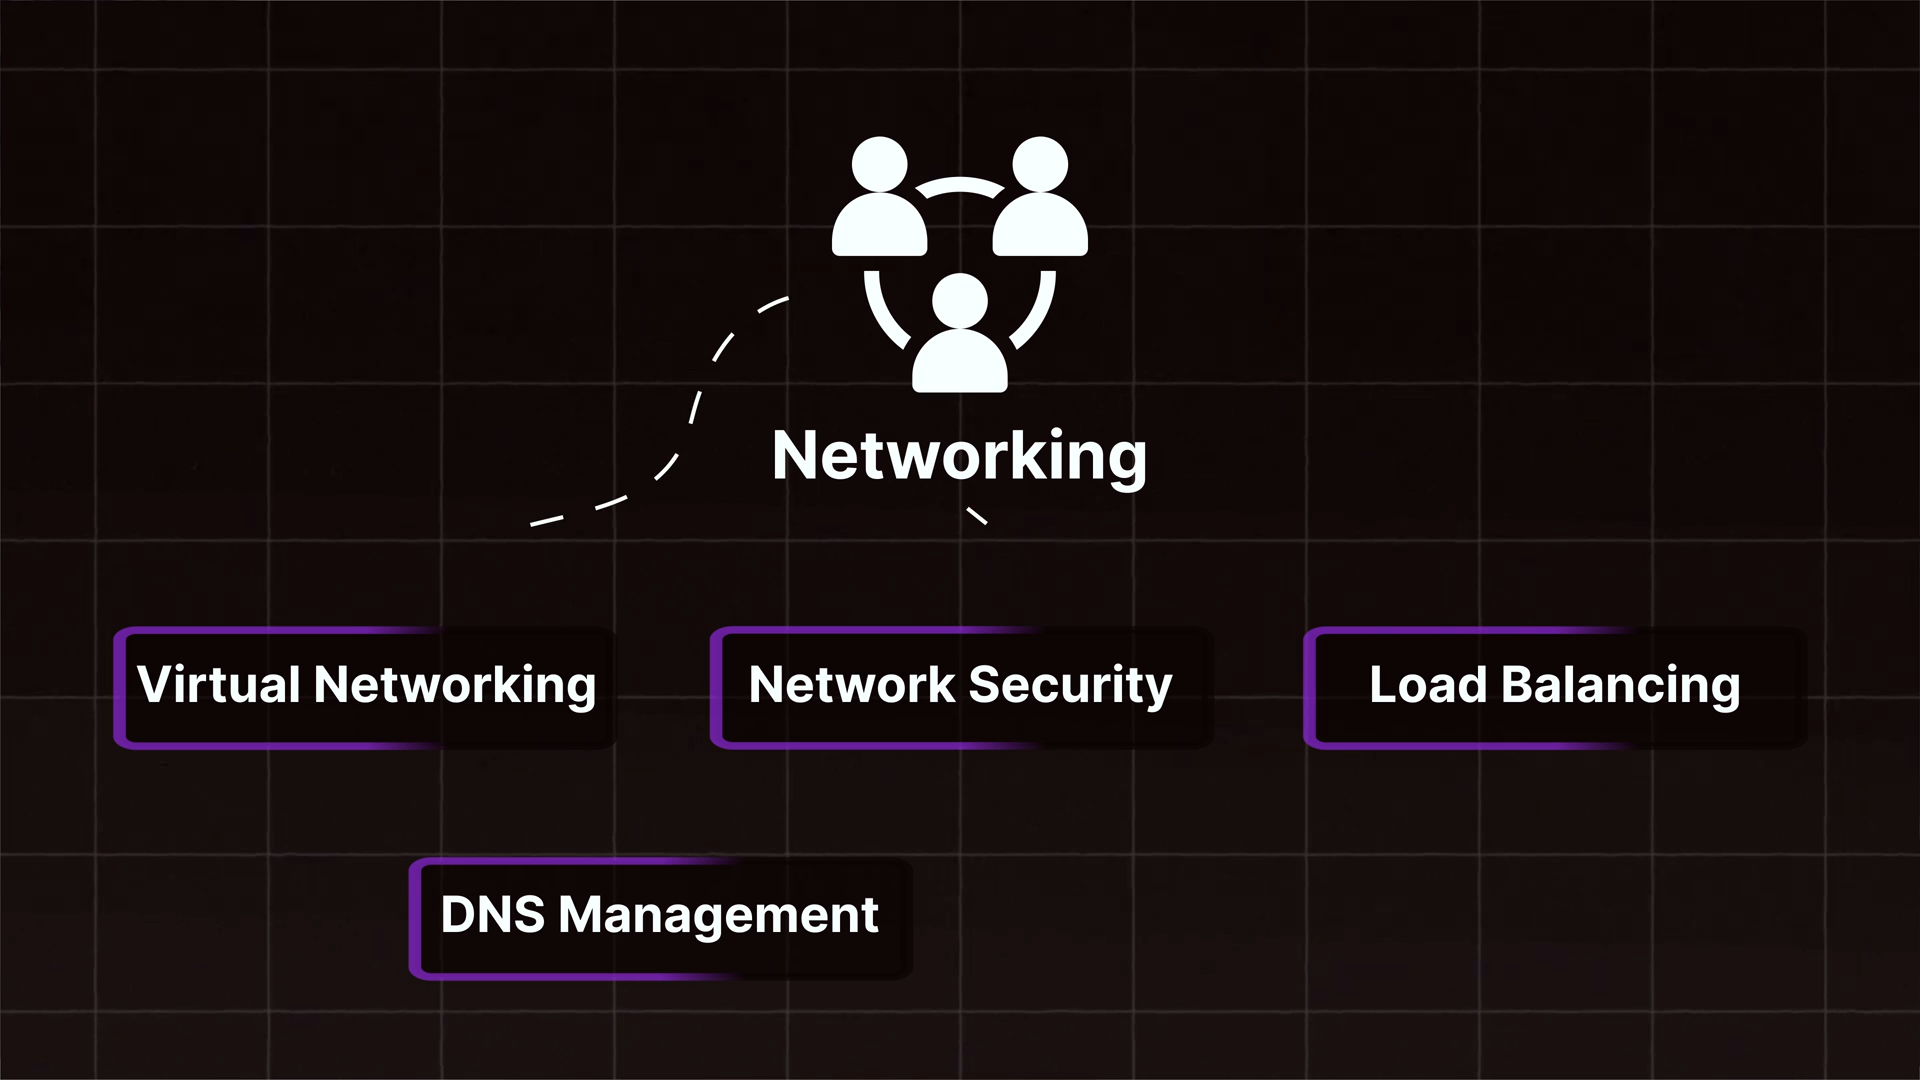 Networking
Virtual Networking
Network Security
Load Balancing
DNS Management